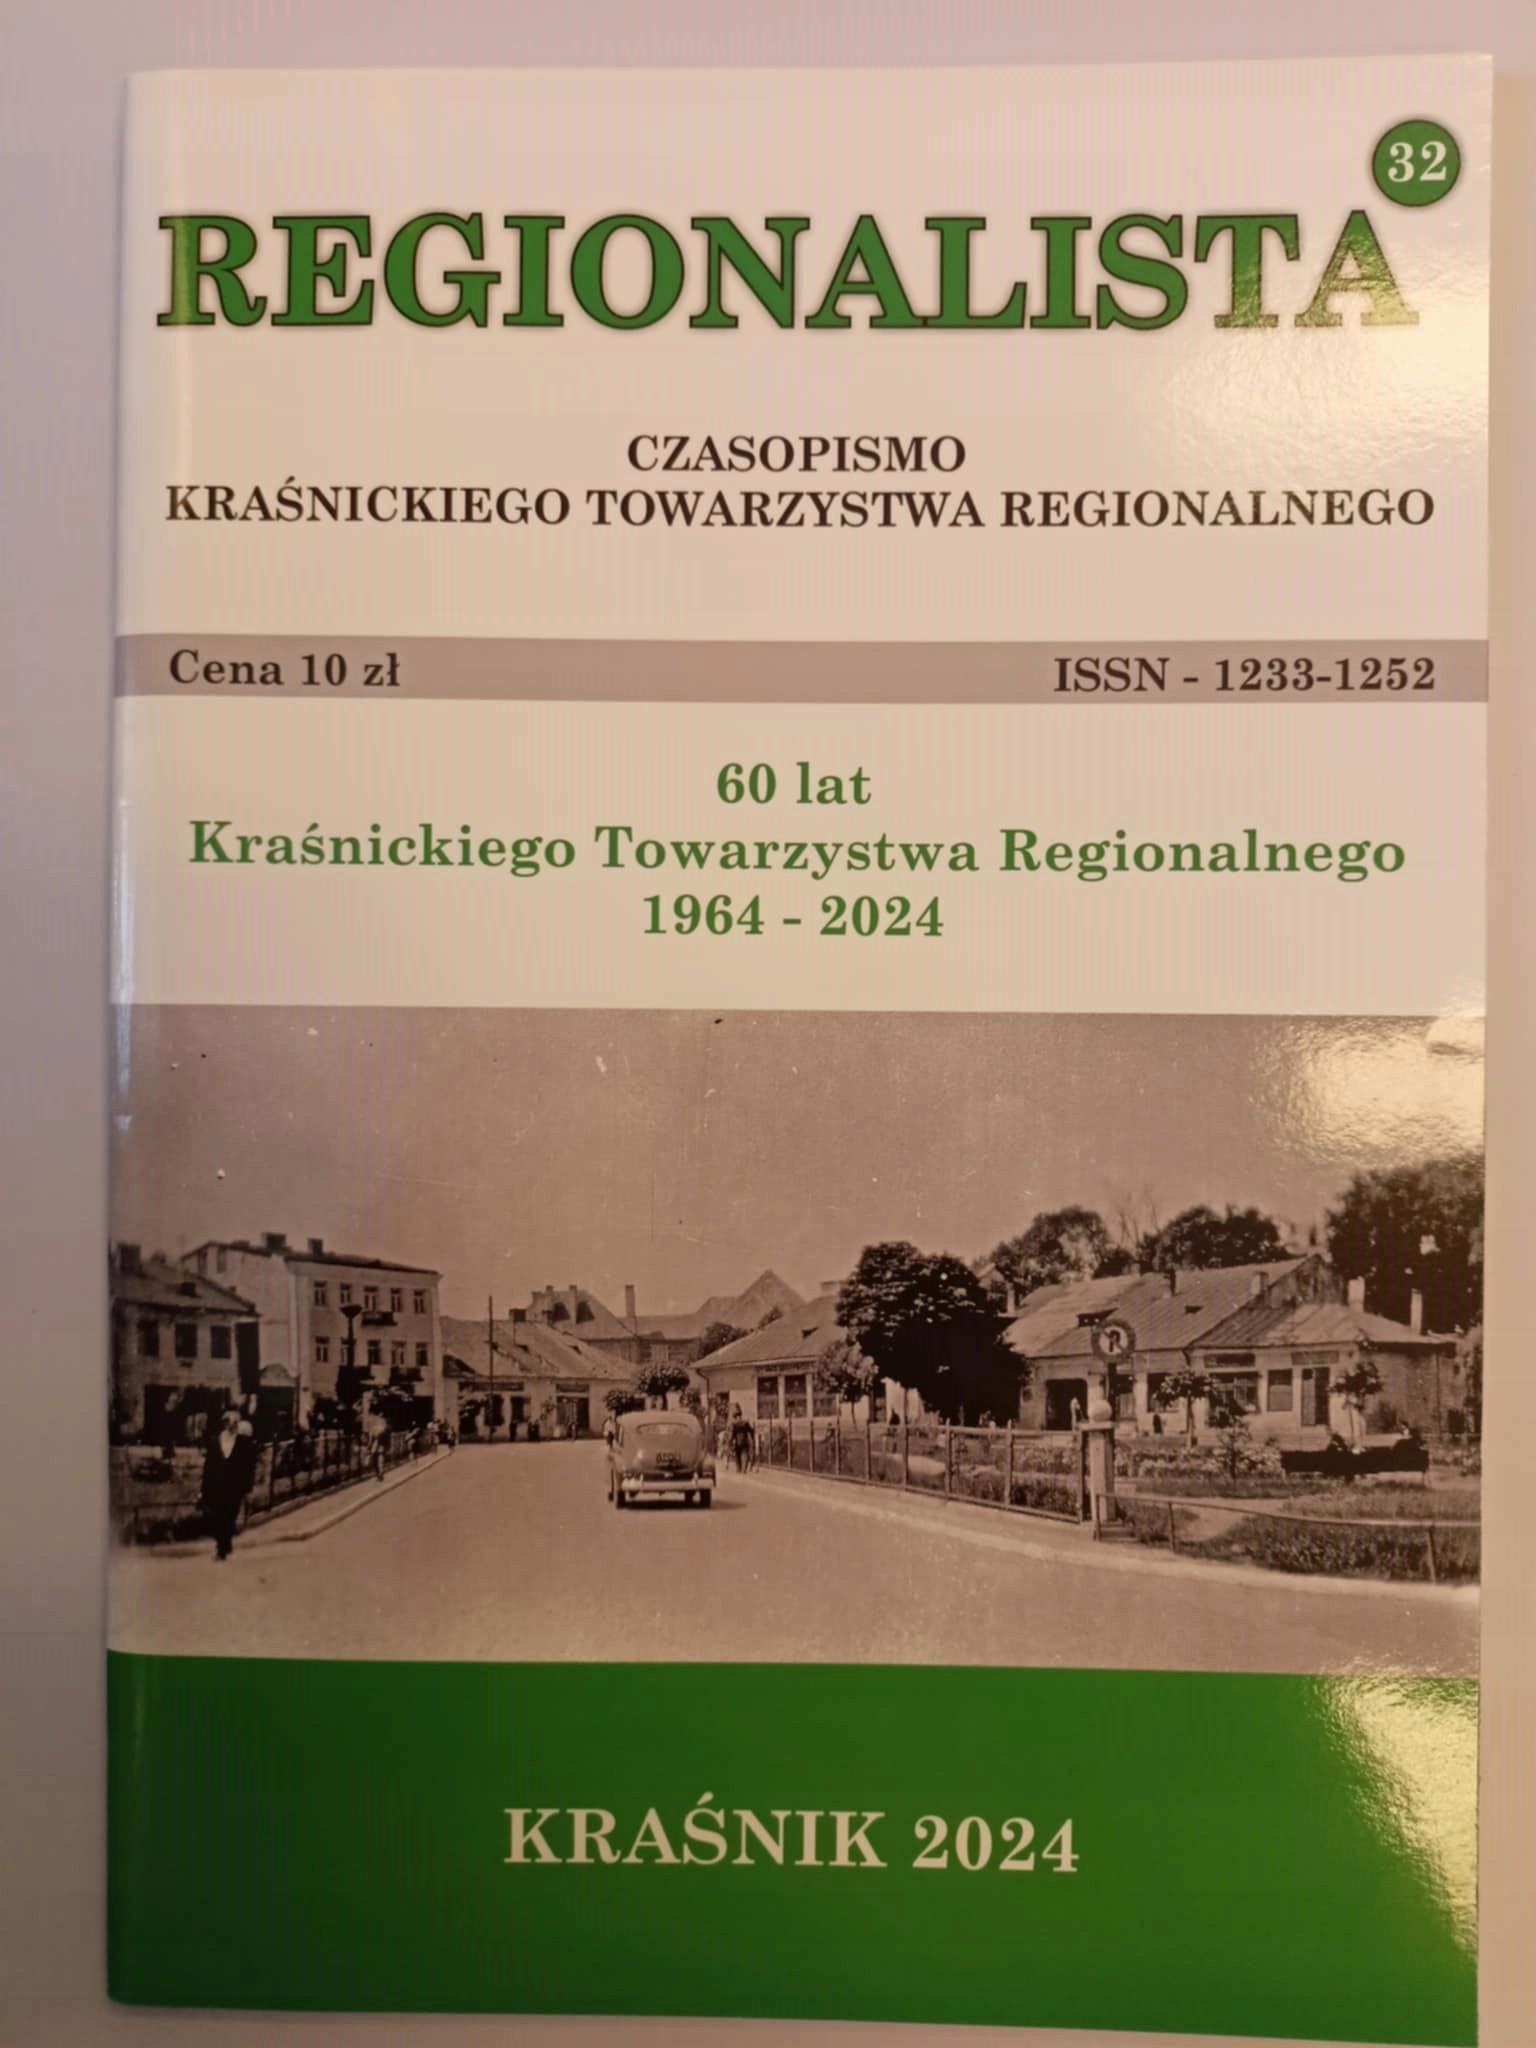 32
REGIONALISTA
CZASOPISMO
KRAŚNICKIEGO TOWARZYSTWA REGIONALNEGO
Cena 10 zł
ISSN - 1233-1252
60 lat
Kraśnickiego Towarzystwa Regionalnego
1964 - 2024
KRAŚNIK 2024